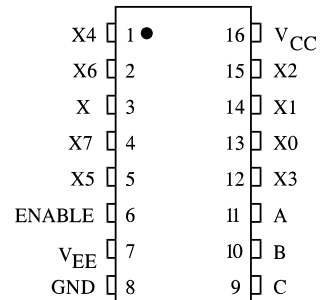 X4 1 16 VCC
X6 2 15 X2
X 3 14 X1
X7 4 13 X0
X5 5 12 X3
ENABLE 6 11 A
VEE 7 10 B
GND 8 9 C